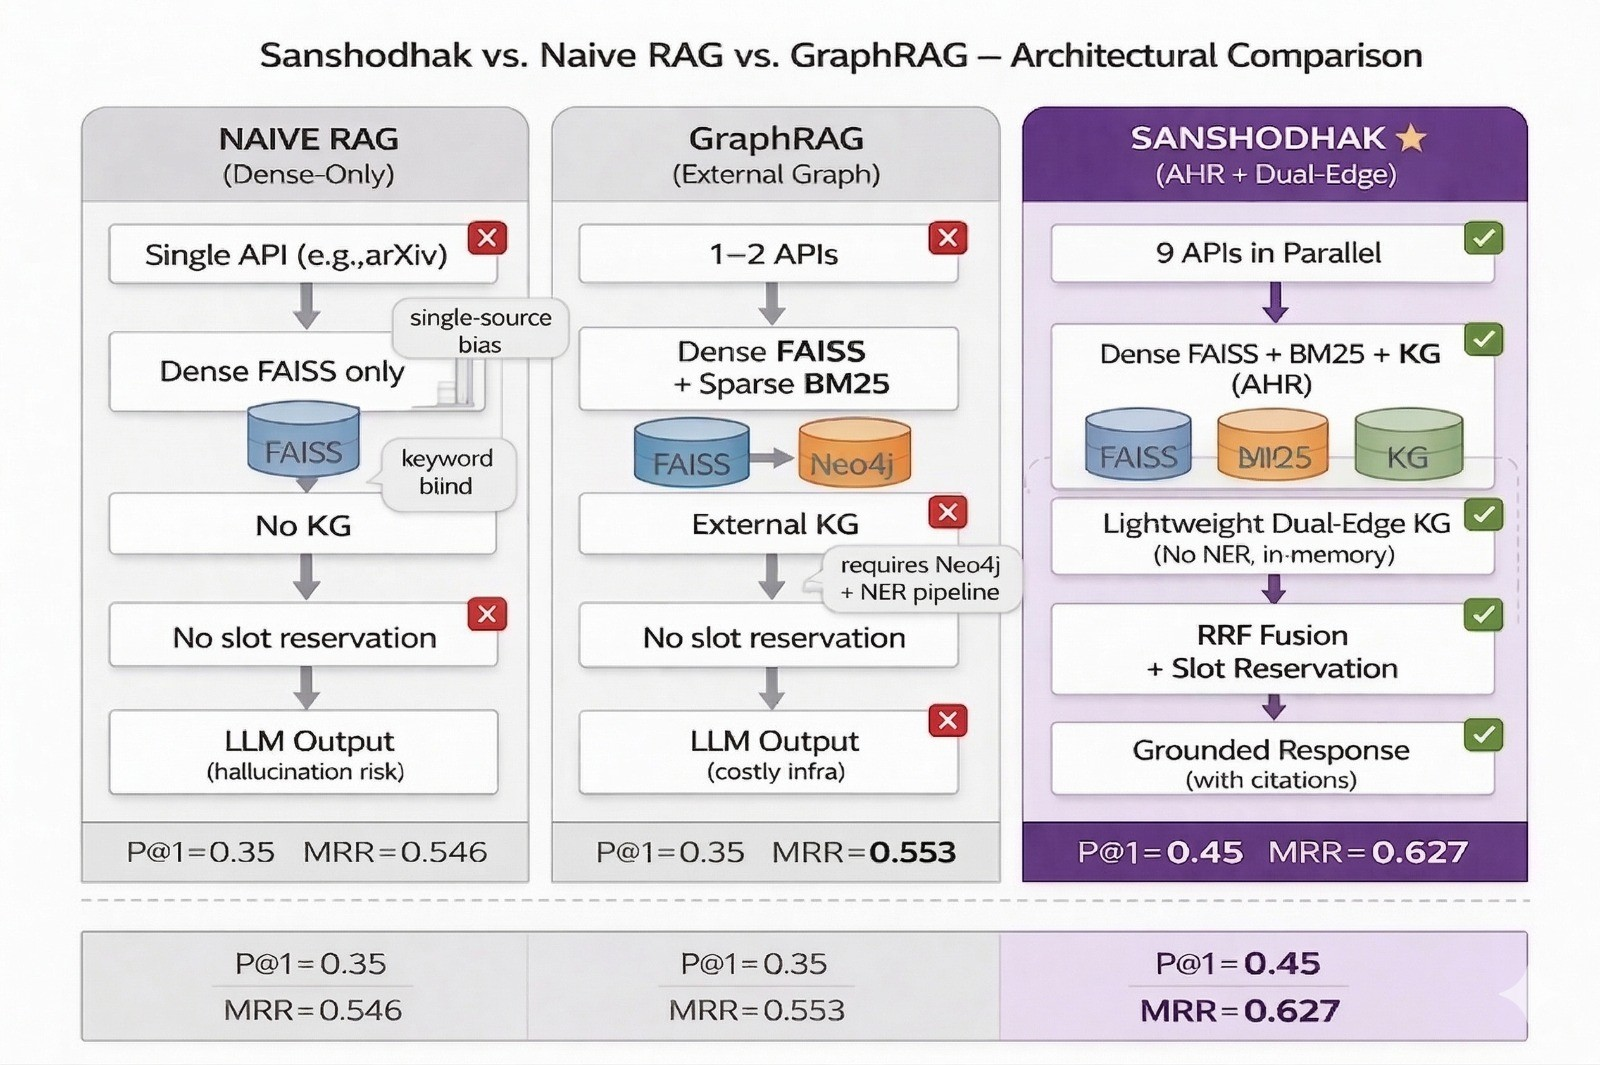 Sanshodhak vs. Naive RAG vs. GraphRAG – Architectural Comparison
NAIVE RAG
(Dense-Only)
Single API (e.g.,arXiv)
single-source
bias
Dense FAISS only
FAISS
keyword
blind
No KG
No slot reservation
LLM Output
(hallucination risk)
P@1=0.35 MRR=0.546
GraphRAG
(External Graph)
1–2 APIs
Dense FAISS
+ Sparse BM25
FAISS
Neo4j
External KG
requires Neo4j
+ NER pipeline
No slot reservation
LLM Output
(costly infra)
P@1=0.35 MRR=0.553
SANSHODHAK
(AHR + Dual-Edge)
9 APIs in Parallel
Dense FAISS + BM25 + KG
(AHR)
FAISS
KG
Lightweight Dual-Edge KG
(No NER, in-memory)
RRF Fusion
+ Slot Reservation
Grounded Response
(with citations)
P@1=0.45 MRR=0.627
P@1=0.35
MRR=0.546
P@1=0.35
MRR=0.553
P@1=0.45
MRR=0.627